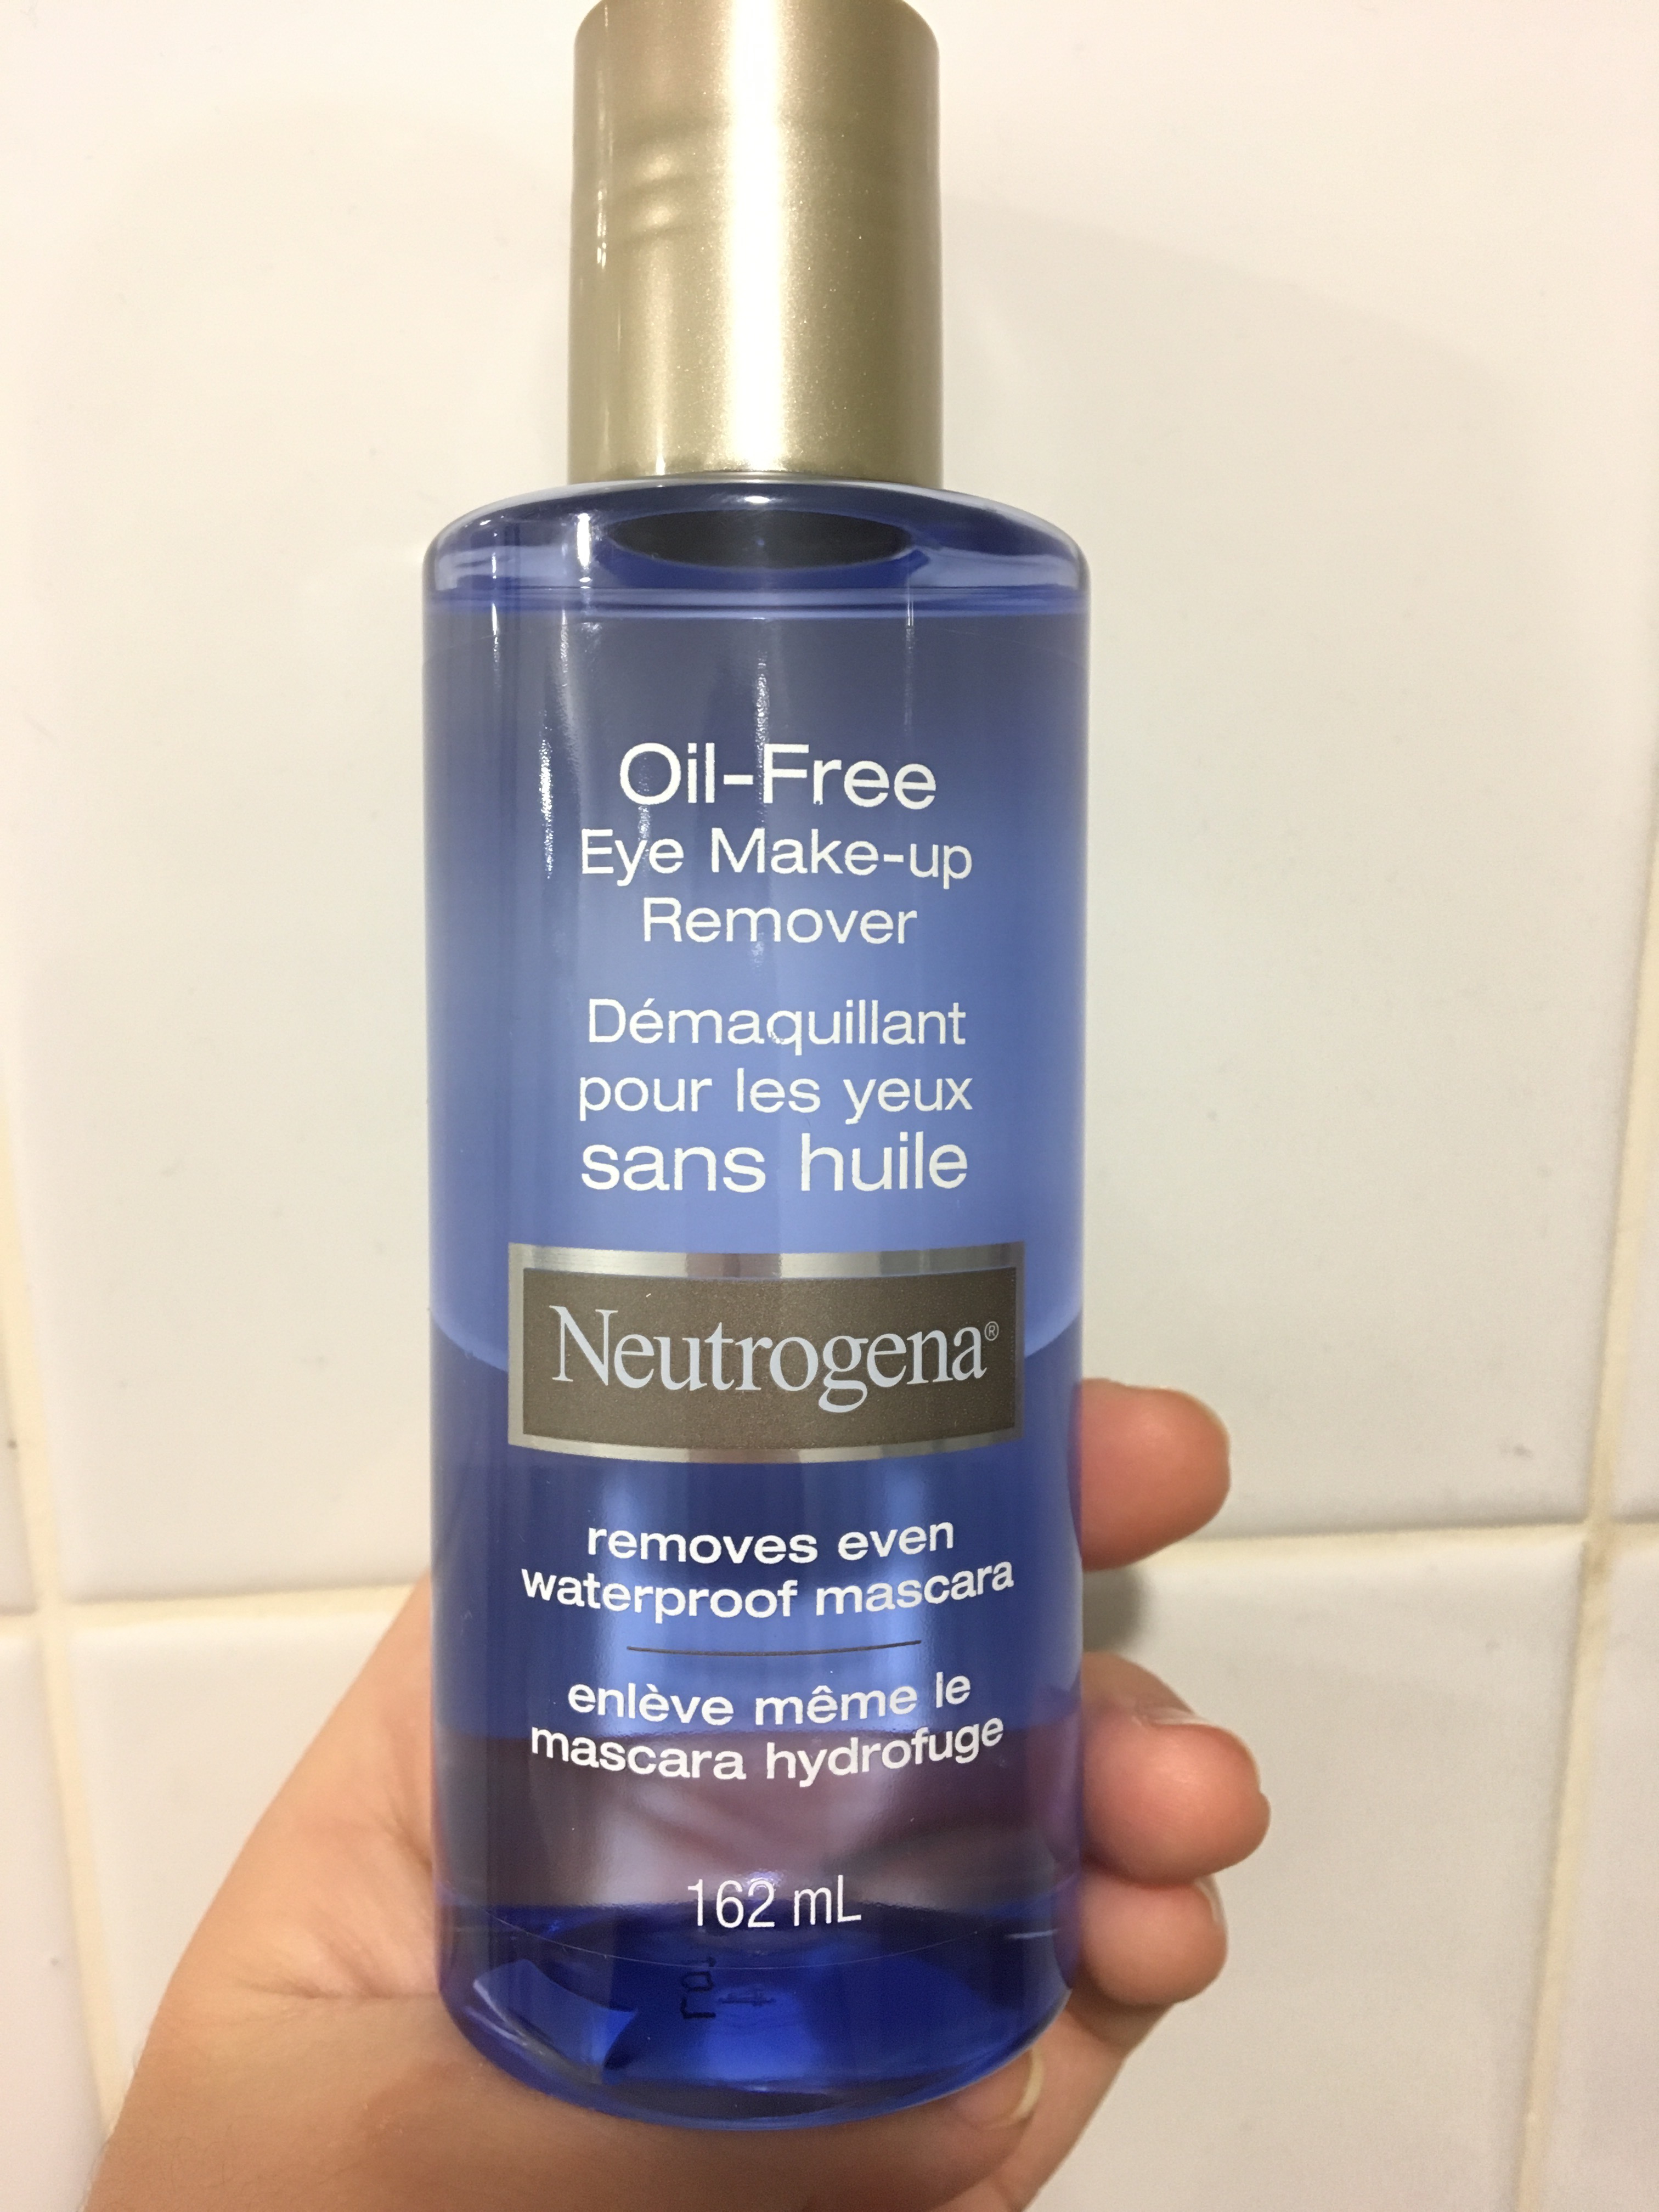 Oil-Free
Eye Make-up
Remover
Démaquillant
pour les yeux
sans huile
Neutrogena®
removes even
waterproof mascara
enlève même le
mascara hydrofuge
162 mL